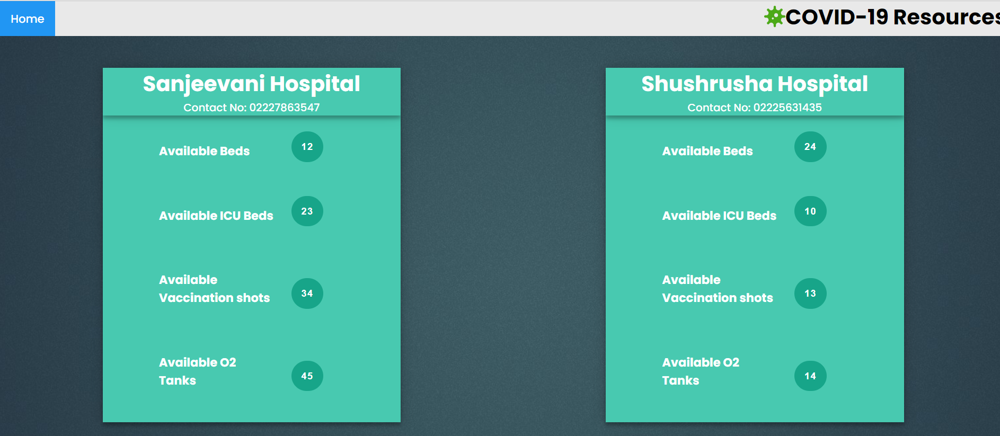 Home
COVID-19 Resources
Sanjeevani Hospital
Contact No: 02227863547
Available Beds
12
Available ICU Beds
23
Available
Vaccination shots
34
Available O2
Tanks
45
Shushrusha Hospital
Contact No: 02225631435
Available Beds
24
Available ICU Beds
10
Available
Vaccination shots
13
Available O2
Tanks
14